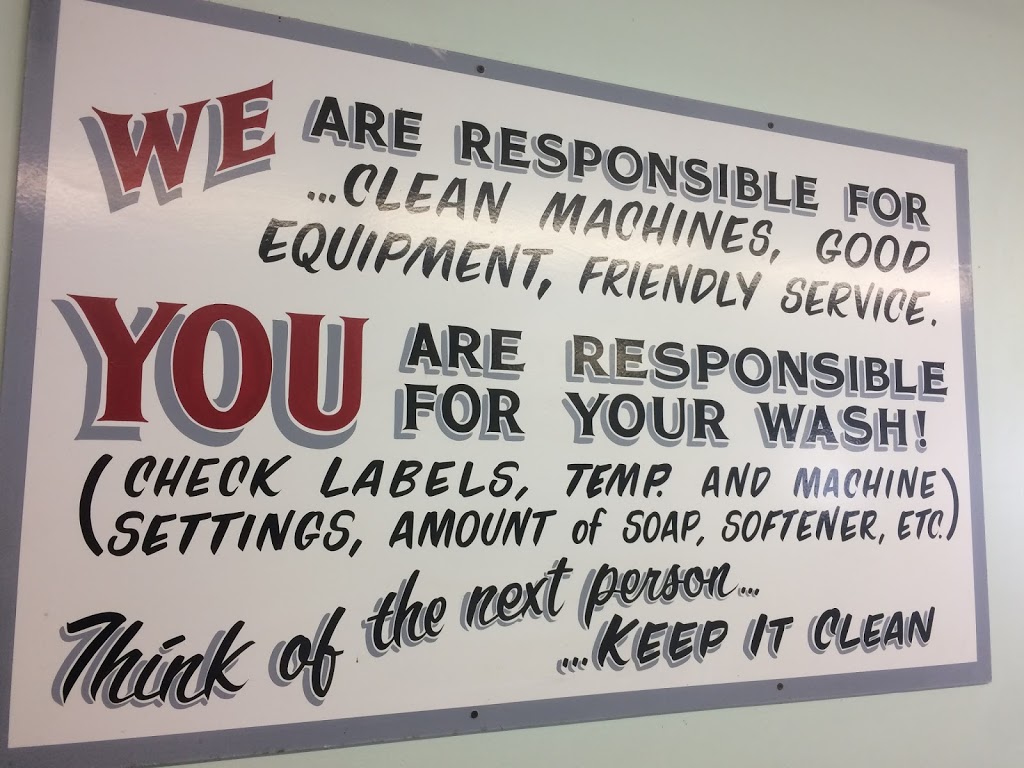 WE ARE RESPONSIBLE FOR
...CLEAN MACHINES, GOOD
EQUIPMENT, FRIENDLY SERVICE.
YOU ARE RESPONSIBLE
FOR YOUR WASH!
(CHECK LABELS, TEMP. AND MACHINE
SETTINGS, AMOUNT of SOAP, SOFTENER, ETC.)
Think of the next person...
...KEEP IT CLEAN